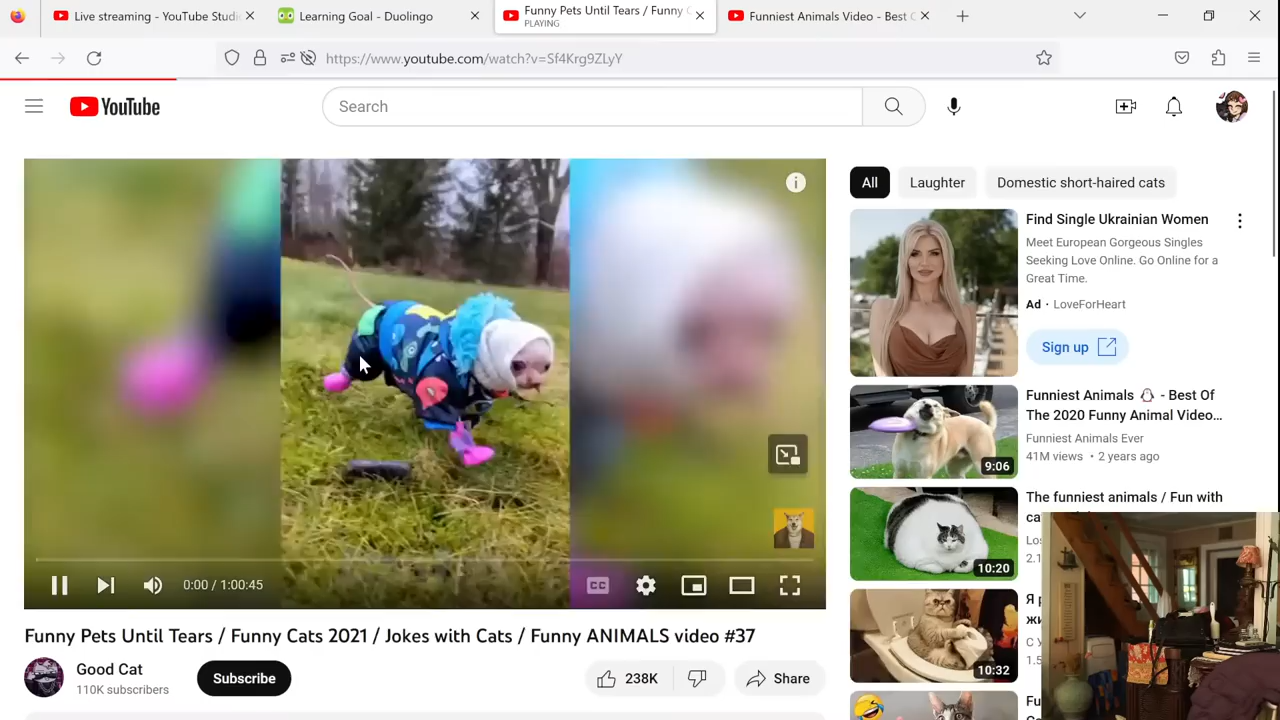 Live streaming - YouTube Studi
Learning Goal - Duolingo
Funny Pets Until Tears / Funny C
PLAYING
Funniest Animals Video - Best C
https://www.youtube.com/watch?v=Sf4Krg9ZLyY
YouTube
Search
All
Laughter
Domestic short-haired cats
Find Single Ukrainian Women
Meet European Gorgeous Singles
Seeking Love Online. Go Online for a
Great Time.
Ad · LoveForHeart
Sign up
Funniest Animals 🐧 - Best Of
The 2020 Funny Animal Video...
Funniest Animals Ever
41M views • 2 years ago
9:06
The funniest animals / Fun with
ca
Los
2.1
10:20
Я р
жи
С У
1.5
10:32
Fu
0:00 / 1:00:45
CC
Funny Pets Until Tears / Funny Cats 2021 / Jokes with Cats / Funny ANIMALS video #37
Good Cat
110K subscribers
Subscribe
238K
Share